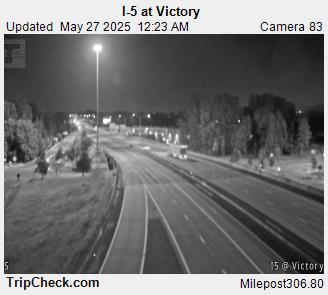 I-5 at Victory
Updated May 27 2025 12:23 AM Camera 83
S I5 @ Victory
TripCheck.com Milepost306.80